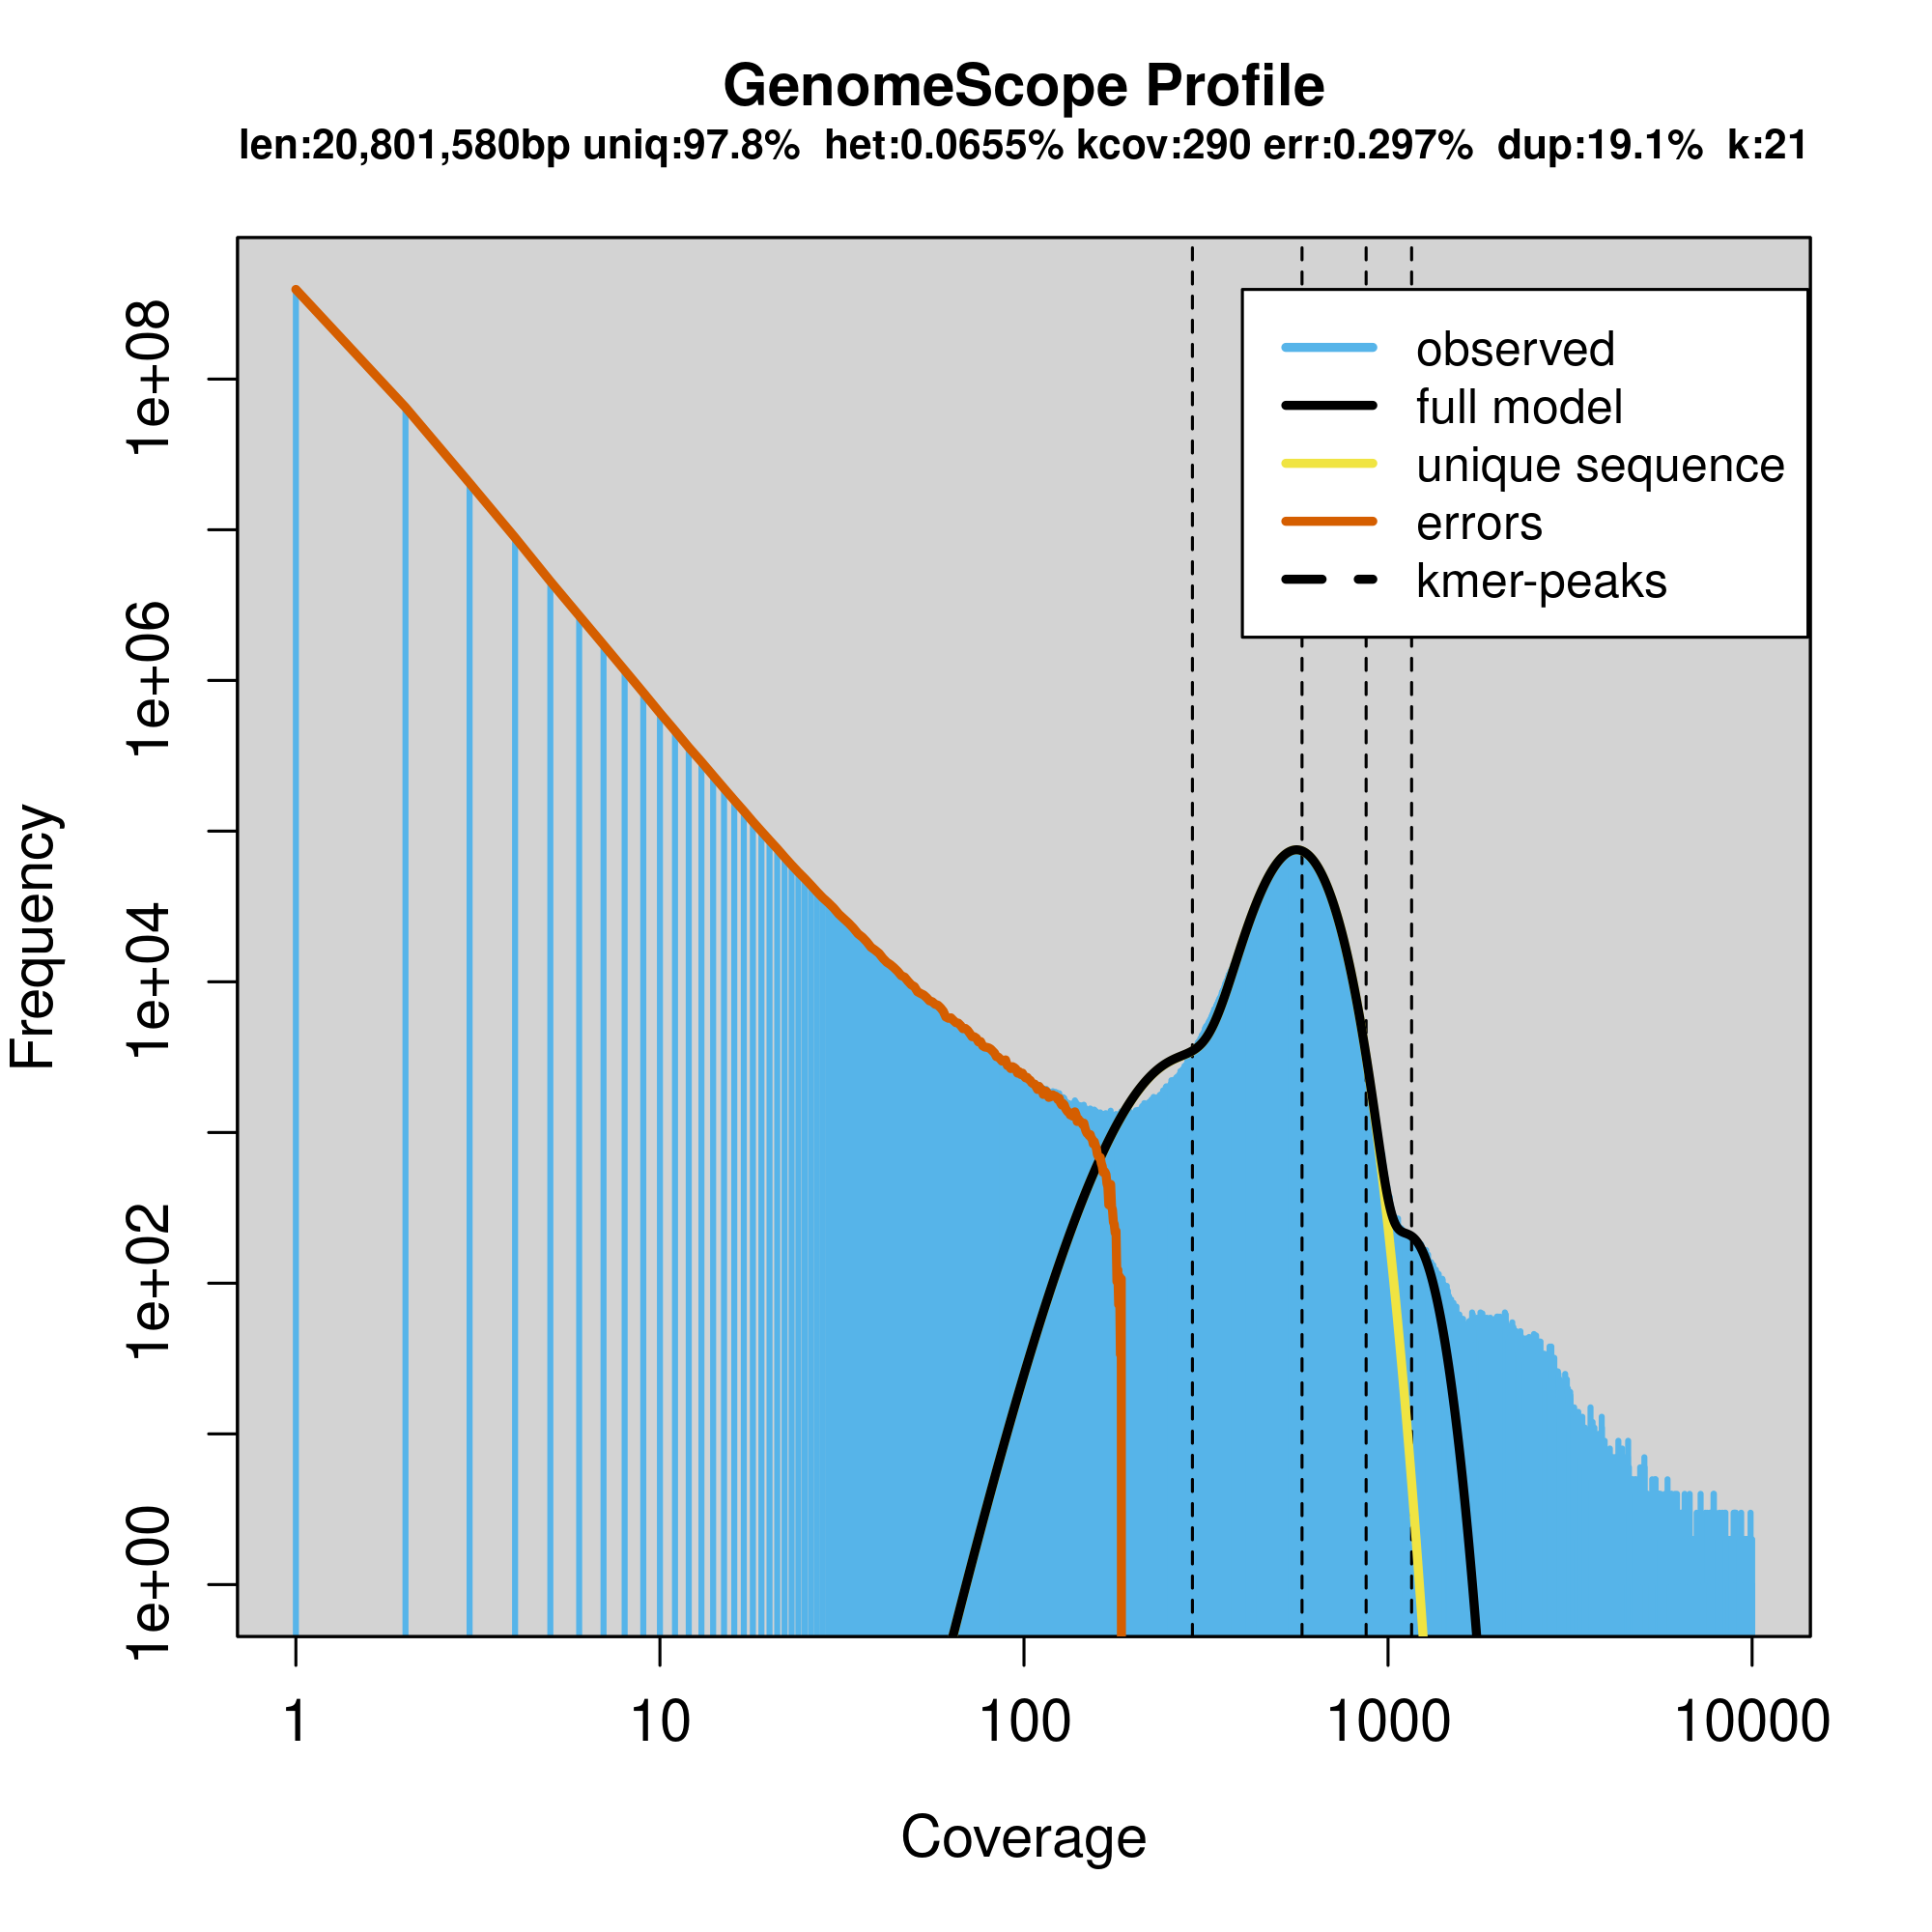 GenomeScope Profile
len:20,801,580bp uniq:97.8% het:0.0655% kcov:290 err:0.297% dup:19.1% k:21
observed
full model
unique sequence
errors
kmer-peaks
Frequency
1e+08
1e+06
1e+04
1e+02
1e+00
1 10 100 1000 10000
Coverage